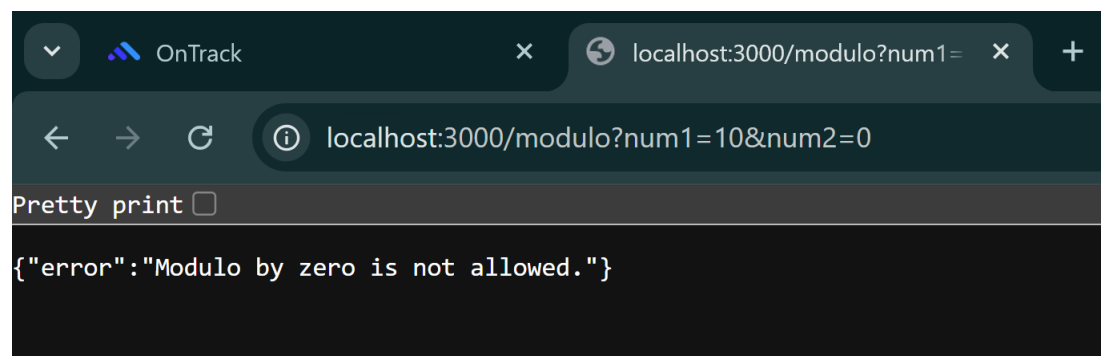 OnTrack
localhost:3000/modulo?num1=
localhost:3000/modulo?num1=10&num2=0
Pretty print
{"error":"Modulo by zero is not allowed."}